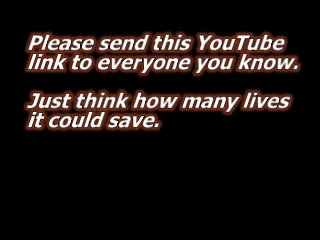 Please send this YouTube
link to everyone you know.
Just think how many lives
it could save.